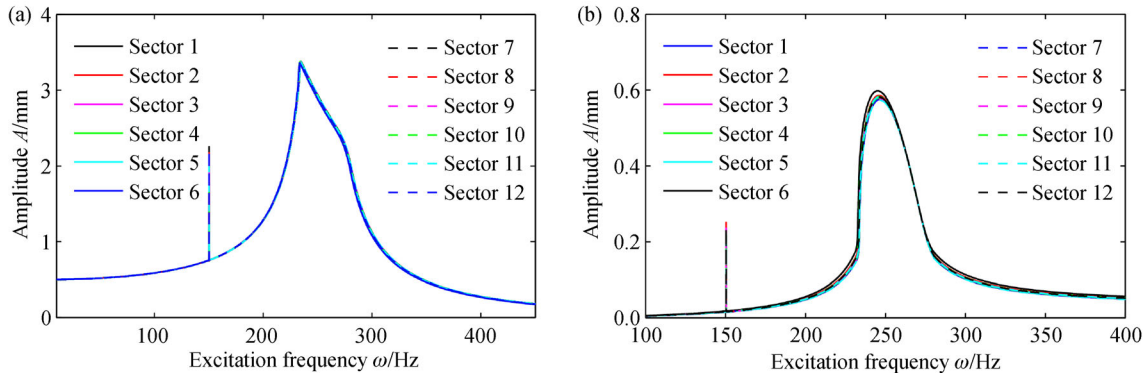 (a)
4
3
2
1
0
Amplitude A/mm
Sector 1
Sector 2
Sector 3
Sector 4
Sector 5
Sector 6
Sector 7
Sector 8
Sector 9
Sector 10
Sector 11
Sector 12
100 200 300 400
Excitation frequency ω/Hz
(b)
0.8
0.6
0.4
0.2
0.0
Amplitude A/mm
Sector 1
Sector 2
Sector 3
Sector 4
Sector 5
Sector 6
Sector 7
Sector 8
Sector 9
Sector 10
Sector 11
Sector 12
100 150 200 250 300 350 400
Excitation frequency ω/Hz